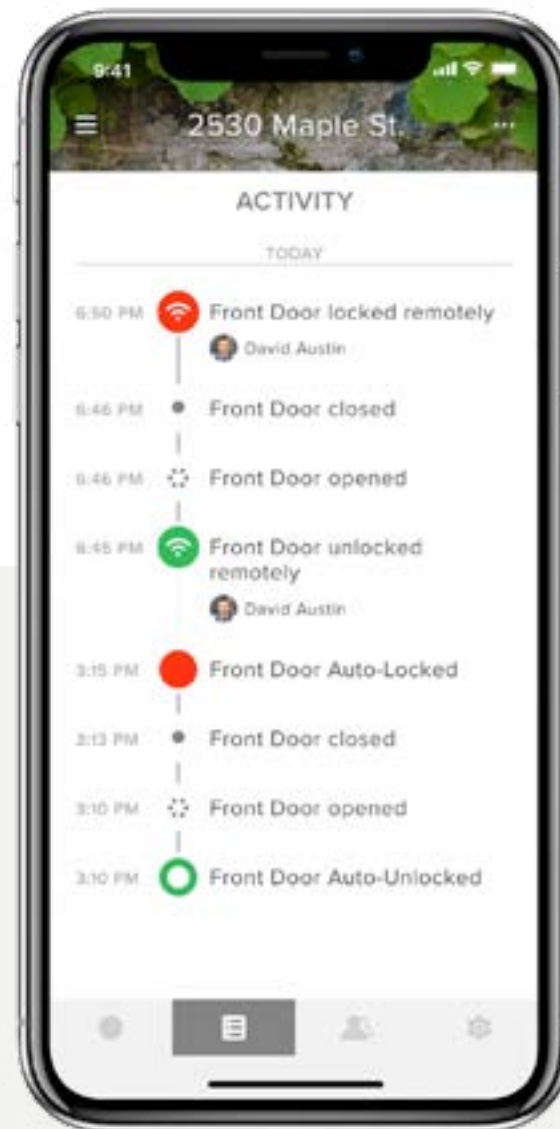 9:41
2530 Maple St.
ACTIVITY
TODAY
6:50 PM Front Door locked remotely
David Austin
6:46 PM Front Door closed
6:46 PM Front Door opened
6:45 PM Front Door unlocked
remotely
David Austin
3:15 PM Front Door Auto-Locked
3:13 PM Front Door closed
3:10 PM Front Door opened
3:10 PM Front Door Auto-Unlocked